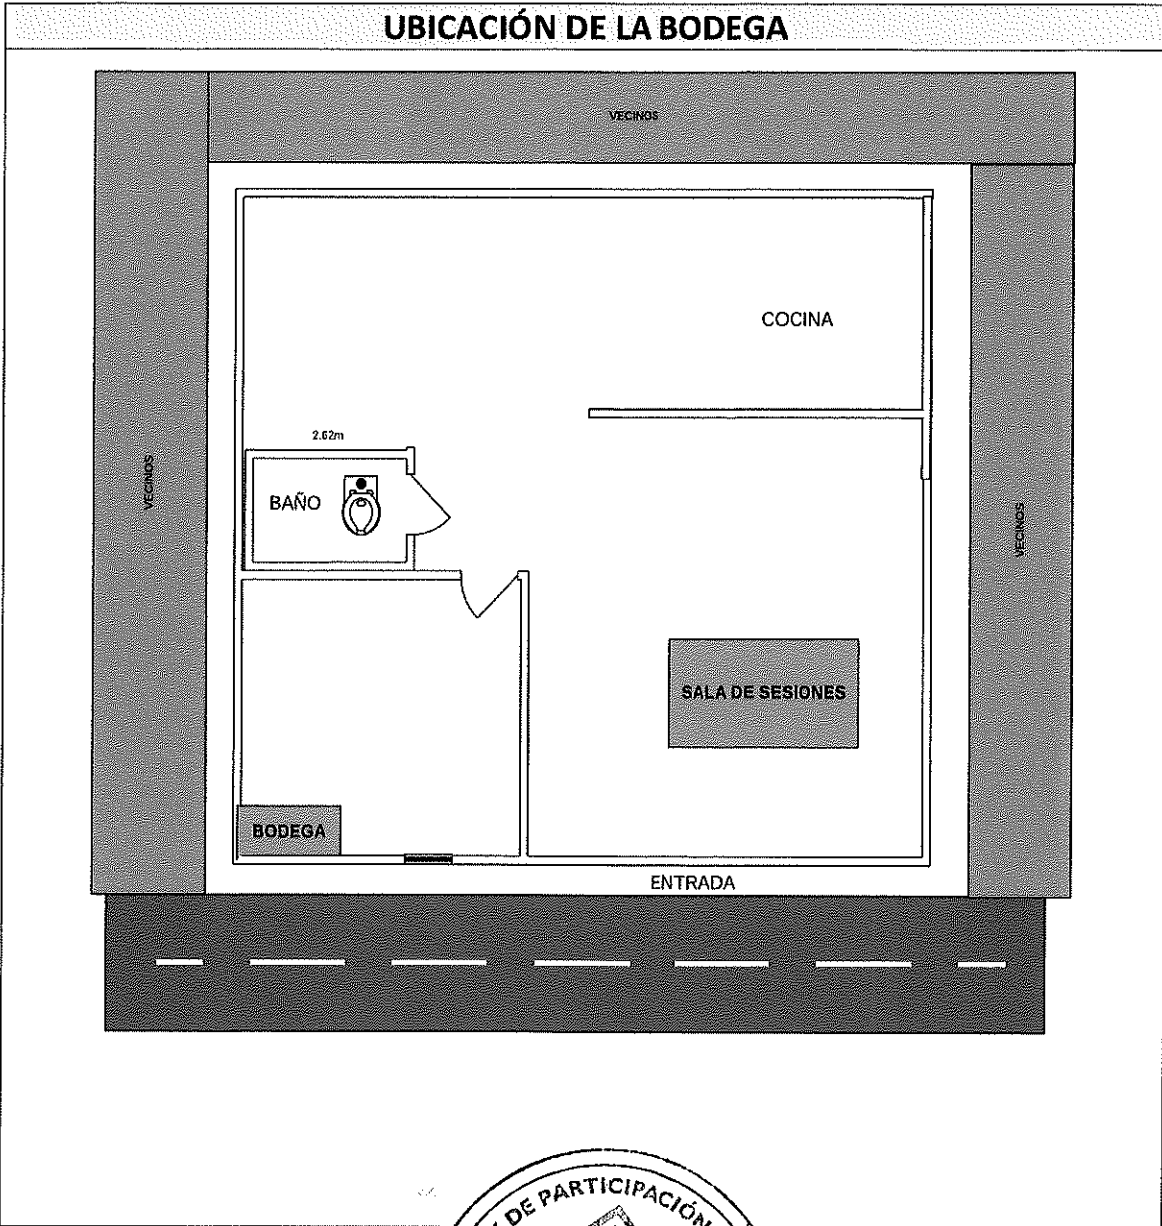 UBICACIÓN DE LA BODEGA
VECINOS
COCINA
2.62m
VECINOS
BAÑO
VECINOS
SALA DE SESIONES
BODEGA
ENTRADA
DE PARTICIPACIÓN